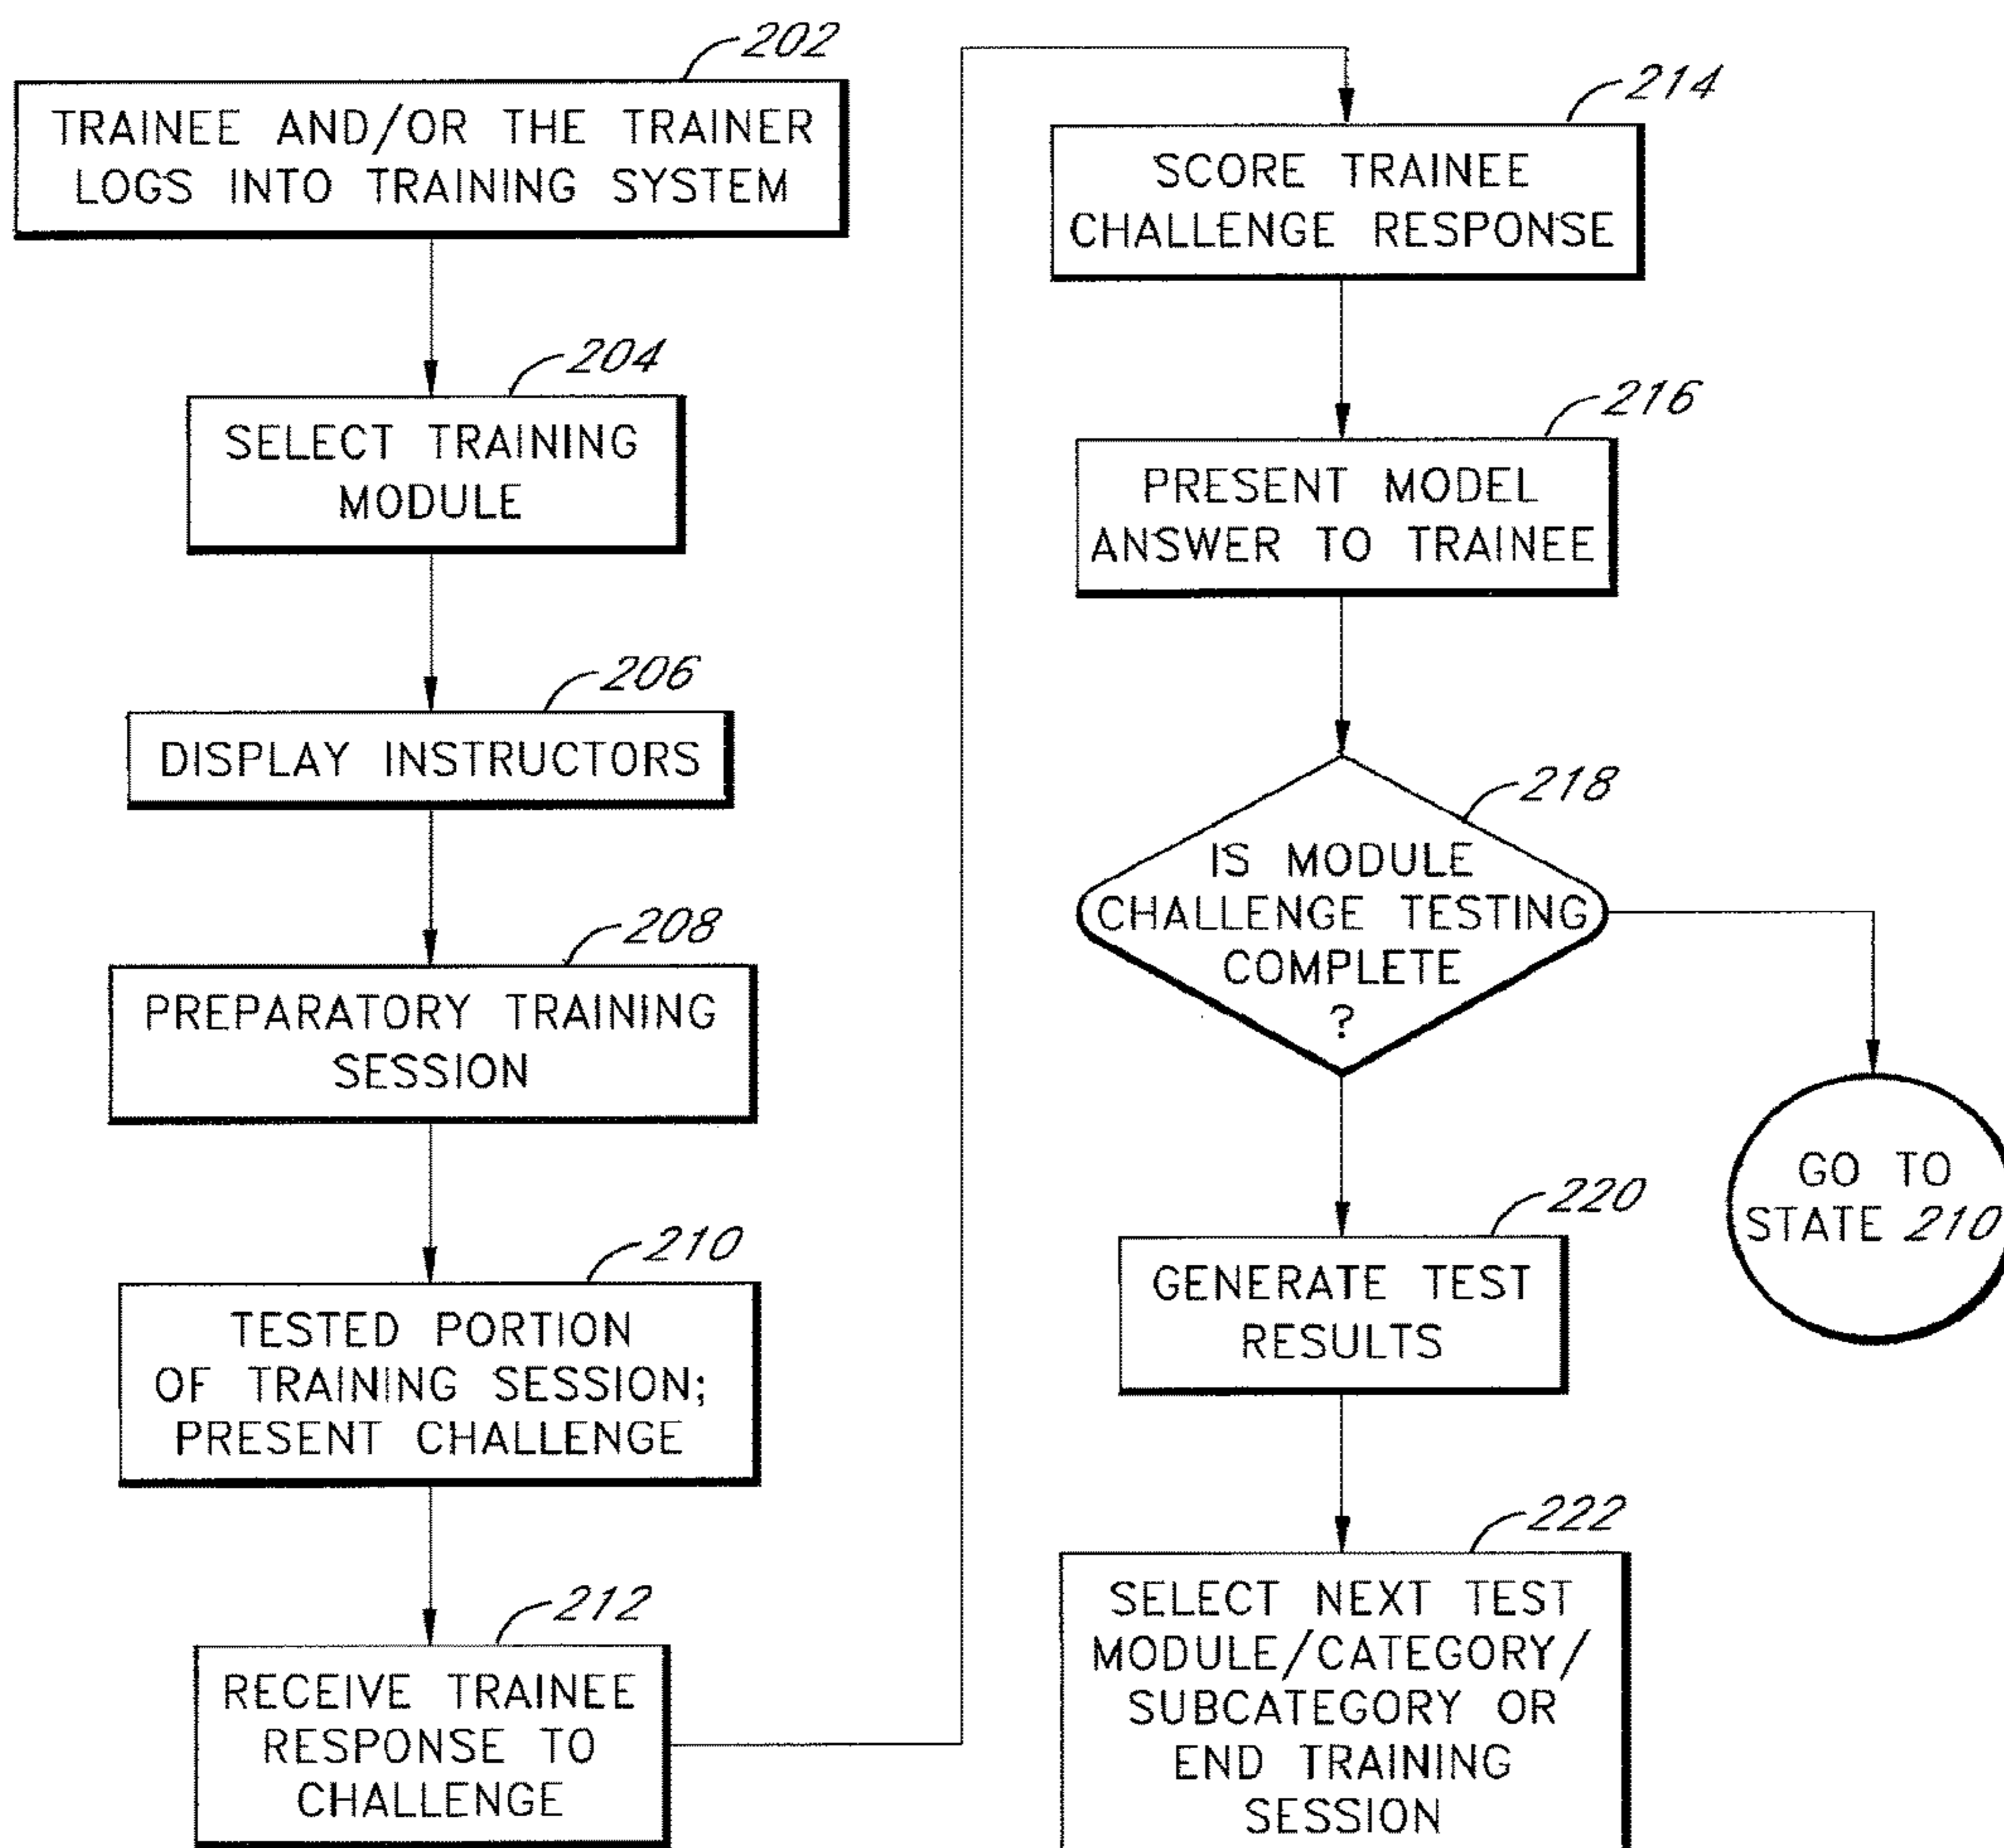 202
TRAINEE AND/OR THE TRAINER
LOGS INTO TRAINING SYSTEM
204
SELECT TRAINING
MODULE
206
DISPLAY INSTRUCTORS
208
PREPARATORY TRAINING
SESSION
210
TESTED PORTION
OF TRAINING SESSION;
PRESENT CHALLENGE
212
RECEIVE TRAINEE
RESPONSE TO
CHALLENGE
214
SCORE TRAINEE
CHALLENGE RESPONSE
216
PRESENT MODEL
ANSWER TO TRAINEE
218
IS MODULE
CHALLENGE TESTING
COMPLETE
?
GO TO
STATE 210
220
GENERATE TEST
RESULTS
222
SELECT NEXT TEST
MODULE/CATEGORY/
SUBCATEGORY OR
END TRAINING
SESSION